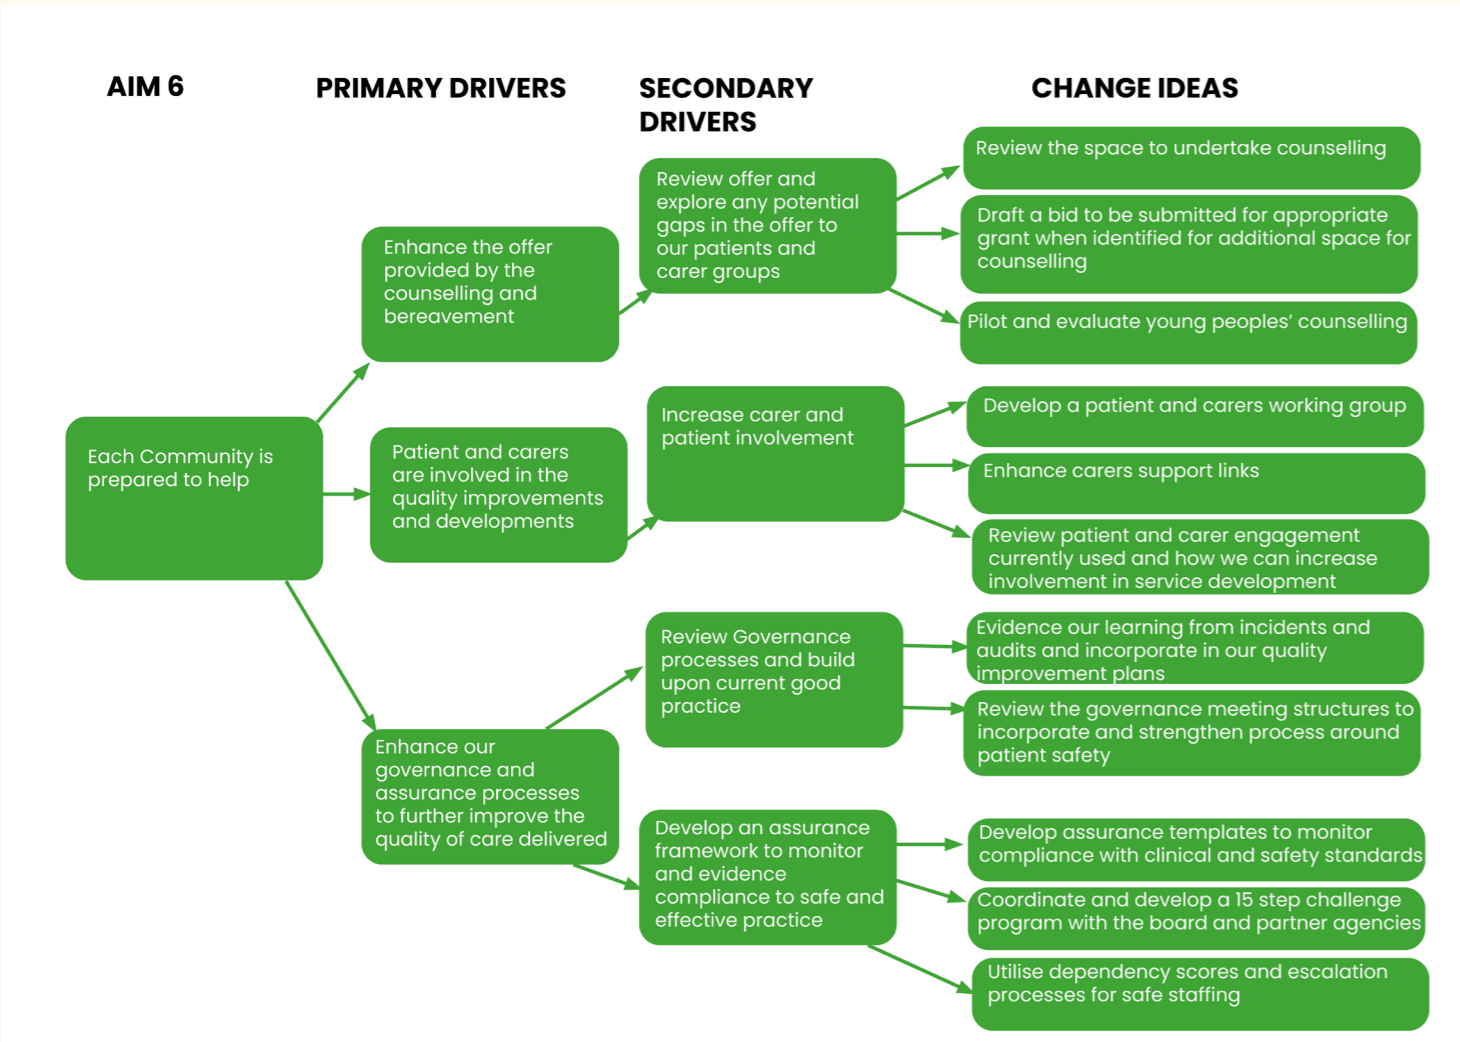 AIM 6
PRIMARY DRIVERS
SECONDARY
DRIVERS
CHANGE IDEAS
Each Community is
prepared to help
Enhance the offer
provided by the
counselling and
bereavement
Patient and carers
are involved in the
quality improvements
and developments
Enhance our
governance and
assurance processes
to further improve the
quality of care delivered
Review offer and
explore any potential
gaps in the offer to
our patients and
carer groups
Increase carer and
patient involvement
Review Governance
processes and build
upon current good
practice
Develop an assurance
framework to monitor
and evidence
compliance to safe and
effective practice
Review the space to undertake counselling
Draft a bid to be submitted for appropriate
grant when identified for additional space for
counselling
Pilot and evaluate young peoples’ counselling
Develop a patient and carers working group
Enhance carers support links
Review patient and carer engagement
currently used and how we can increase
involvement in service development
Evidence our learning from incidents and
audits and incorporate in our quality
improvement plans
Review the governance meeting structures to
incorporate and strengthen process around
patient safety
Develop assurance templates to monitor
compliance with clinical and safety standards
Coordinate and develop a 15 step challenge
program with the board and partner agencies
Utilise dependency scores and escalation
processes for safe staffing